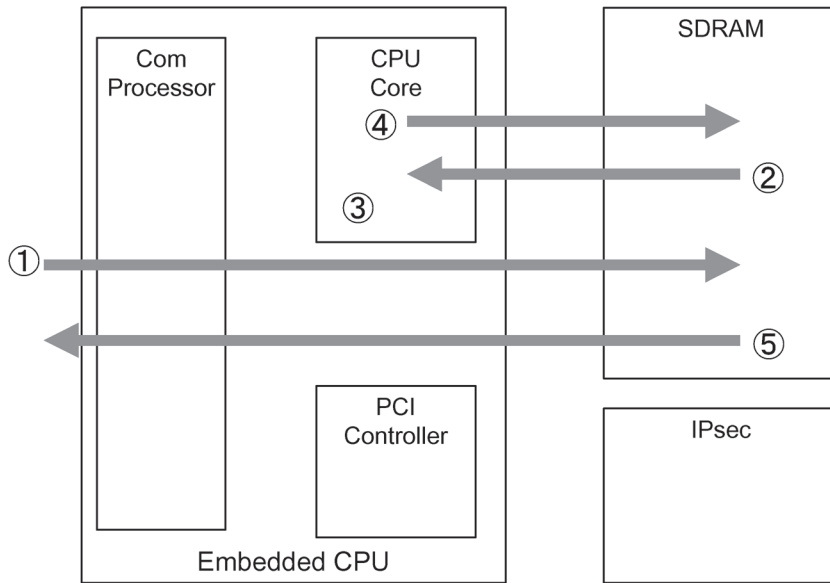 SDRAM
Com
Processor
CPU
Core
④
②
③
①
⑤
PCI
Controller
IPsec
Embedded CPU